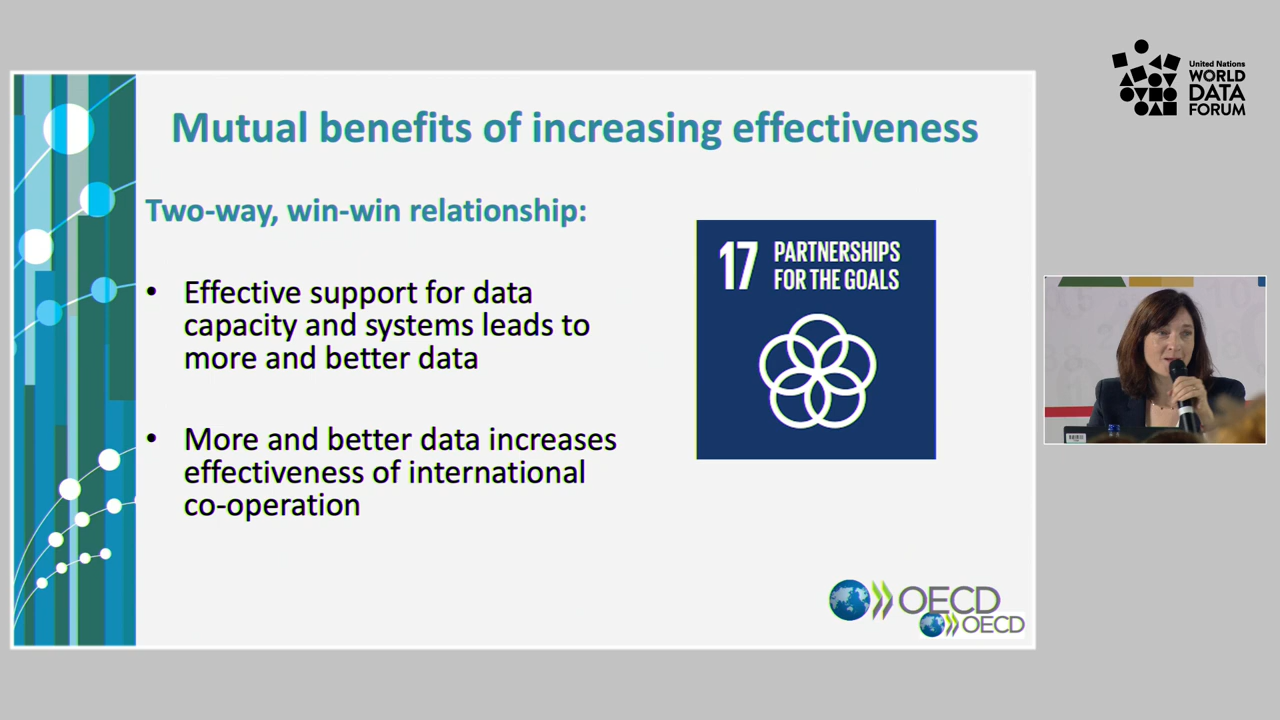 Mutual benefits of increasing effectiveness
Two-way, win-win relationship:
• Effective support for data
capacity and systems leads to
more and better data
• More and better data increases
effectiveness of international
co-operation
17 PARTNERSHIPS
FOR THE GOALS
OECD
OECD
United Nations
WORLD
DATA
FORUM